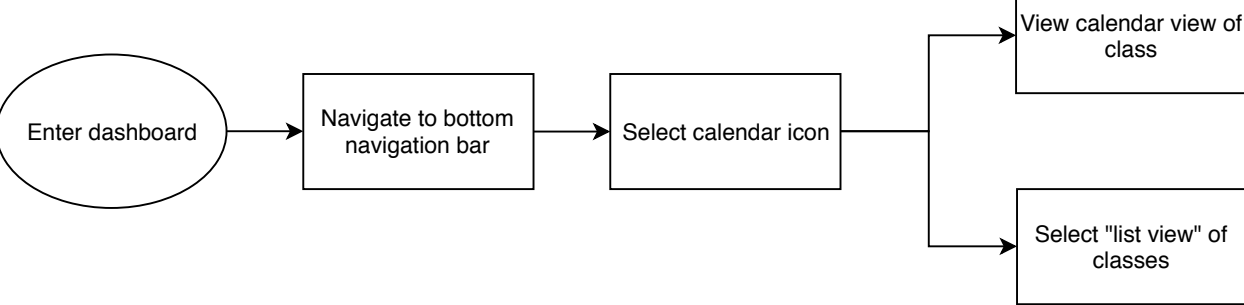 Enter dashboard
Navigate to bottom
navigation bar
Select calendar icon
View calendar view of
class
Select "list view" of
classes